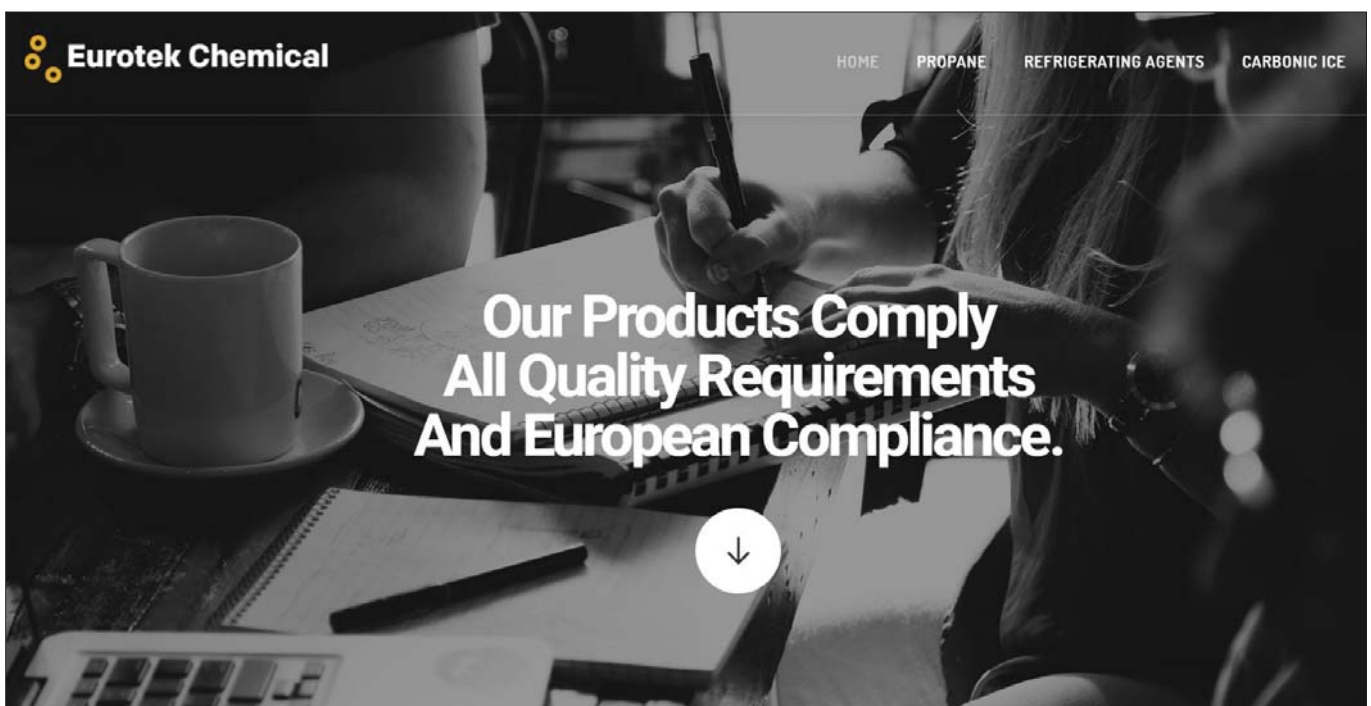 Eurotek Chemical
HOME PROPANE REFRIGERATING AGENTS CARBONIC ICE
Our Products Comply
All Quality Requirements
And European Compliance.